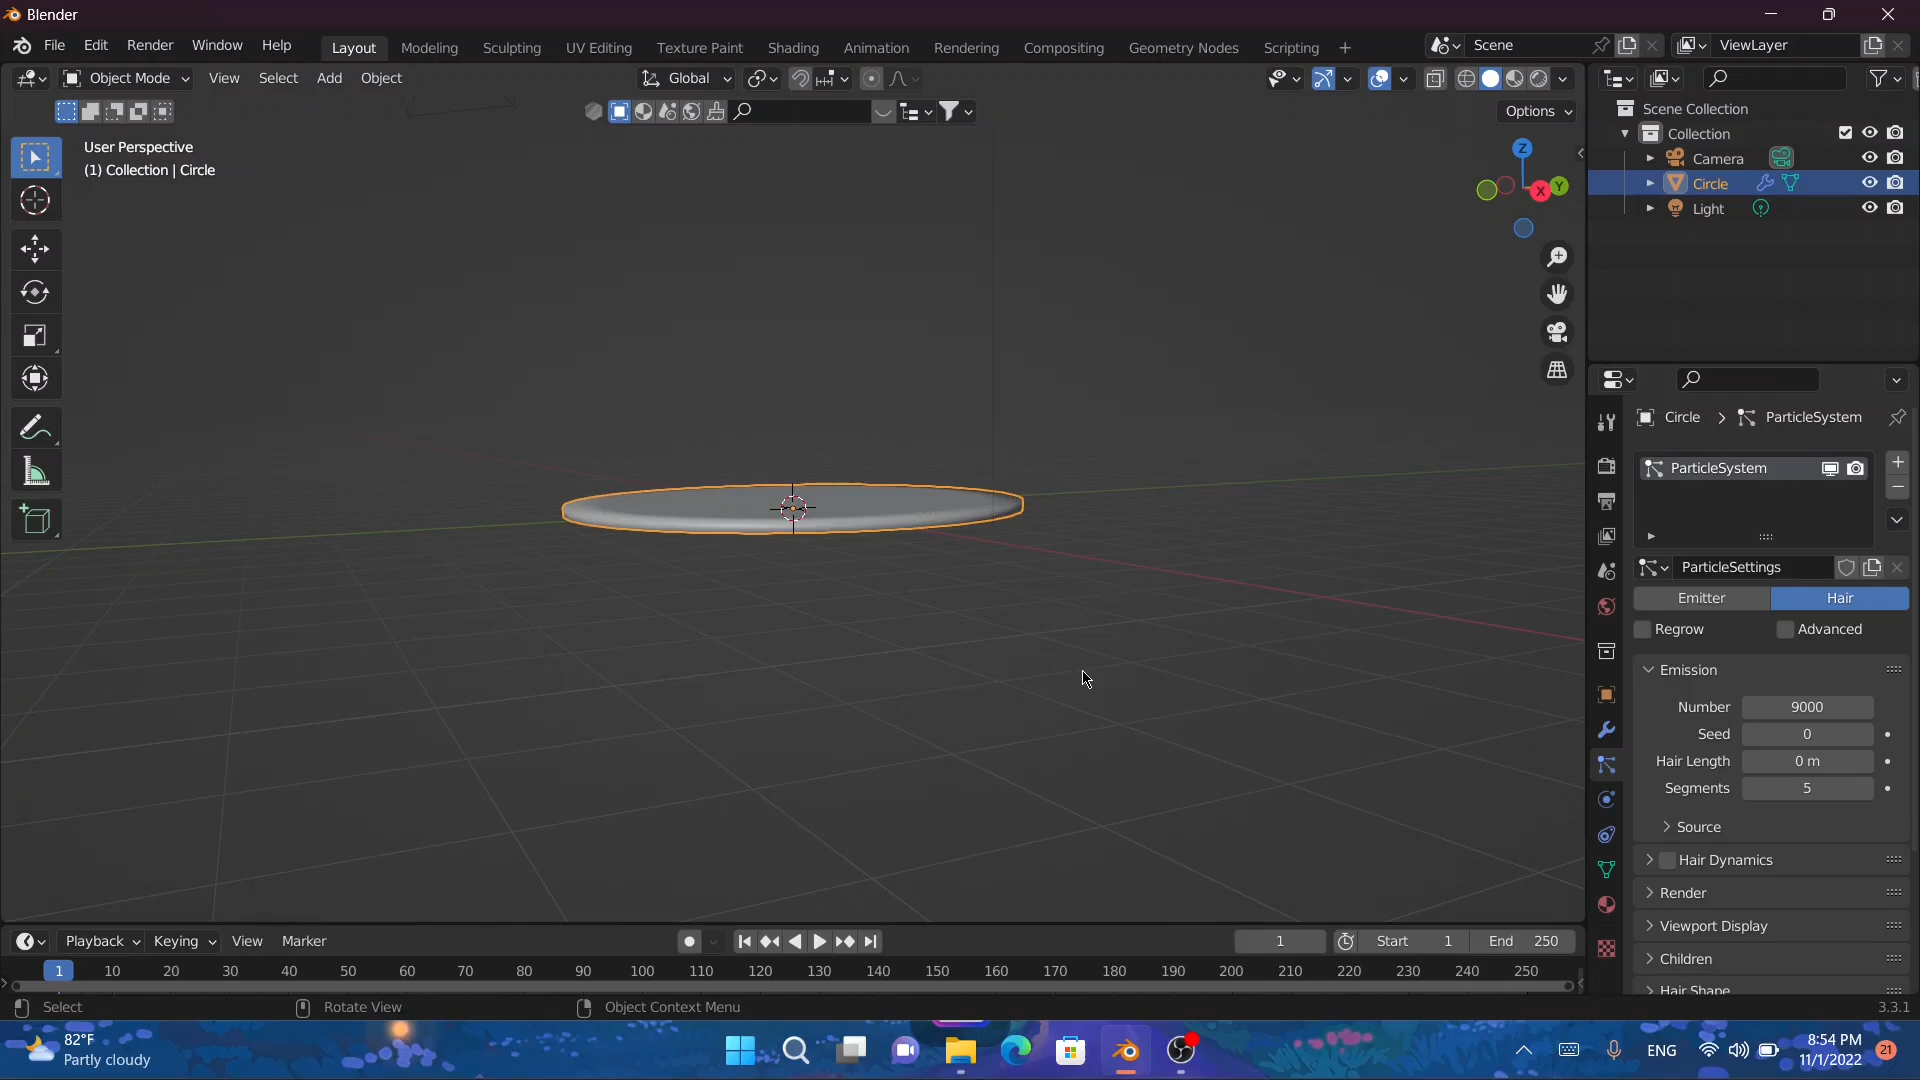 Blender
File Edit Render Window Help Layout Modeling Sculpting UV Editing Texture Paint Shading Animation Rendering Compositing Geometry Nodes Scripting + Scene ViewLayer
Object Mode View Select Add Object Global
Options
User Perspective
(1) Collection | Circle
Z
X Y
Scene Collection
Collection
Camera
Circle
Light
Circle ParticleSystem
ParticleSystem
ParticleSettings
Emitter Hair
Regrow Advanced
Emission
Number 9000
Seed 0
Hair Length 0 m
Segments 5
Source
Hair Dynamics
Render
Viewport Display
Children
Hair Shape
Playback Keying View Marker 1 Start 1 End 250
1 10 20 30 40 50 60 70 80 90 100 110 120 130 140 150 160 170 180 190 200 210 220 230 240 250
Select Rotate View Object Context Menu 3.3.1
82°F
Partly cloudy
ENG
8:54 PM
11/1/2022
21